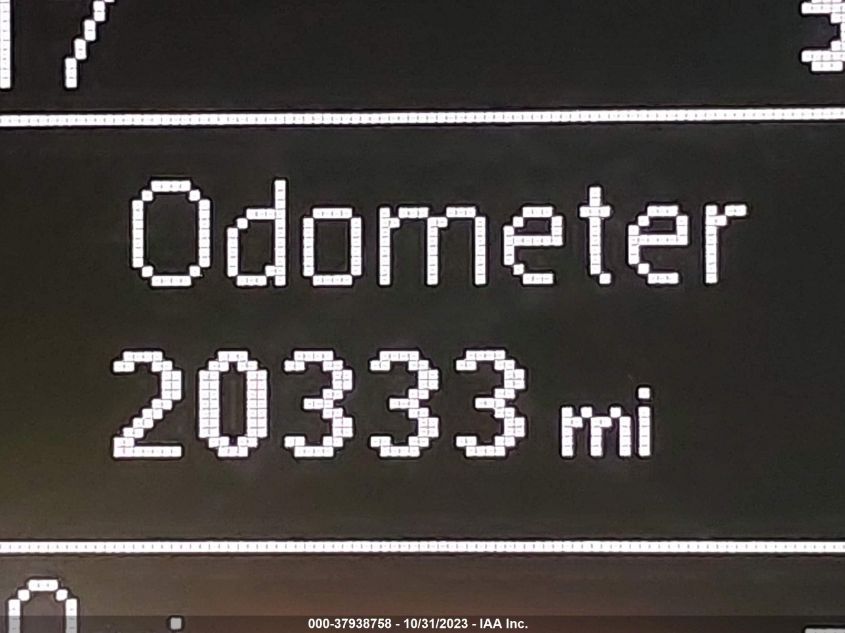 Odometer
20333 mi
000-37938758 - 10/31/2023 - IAA Inc.